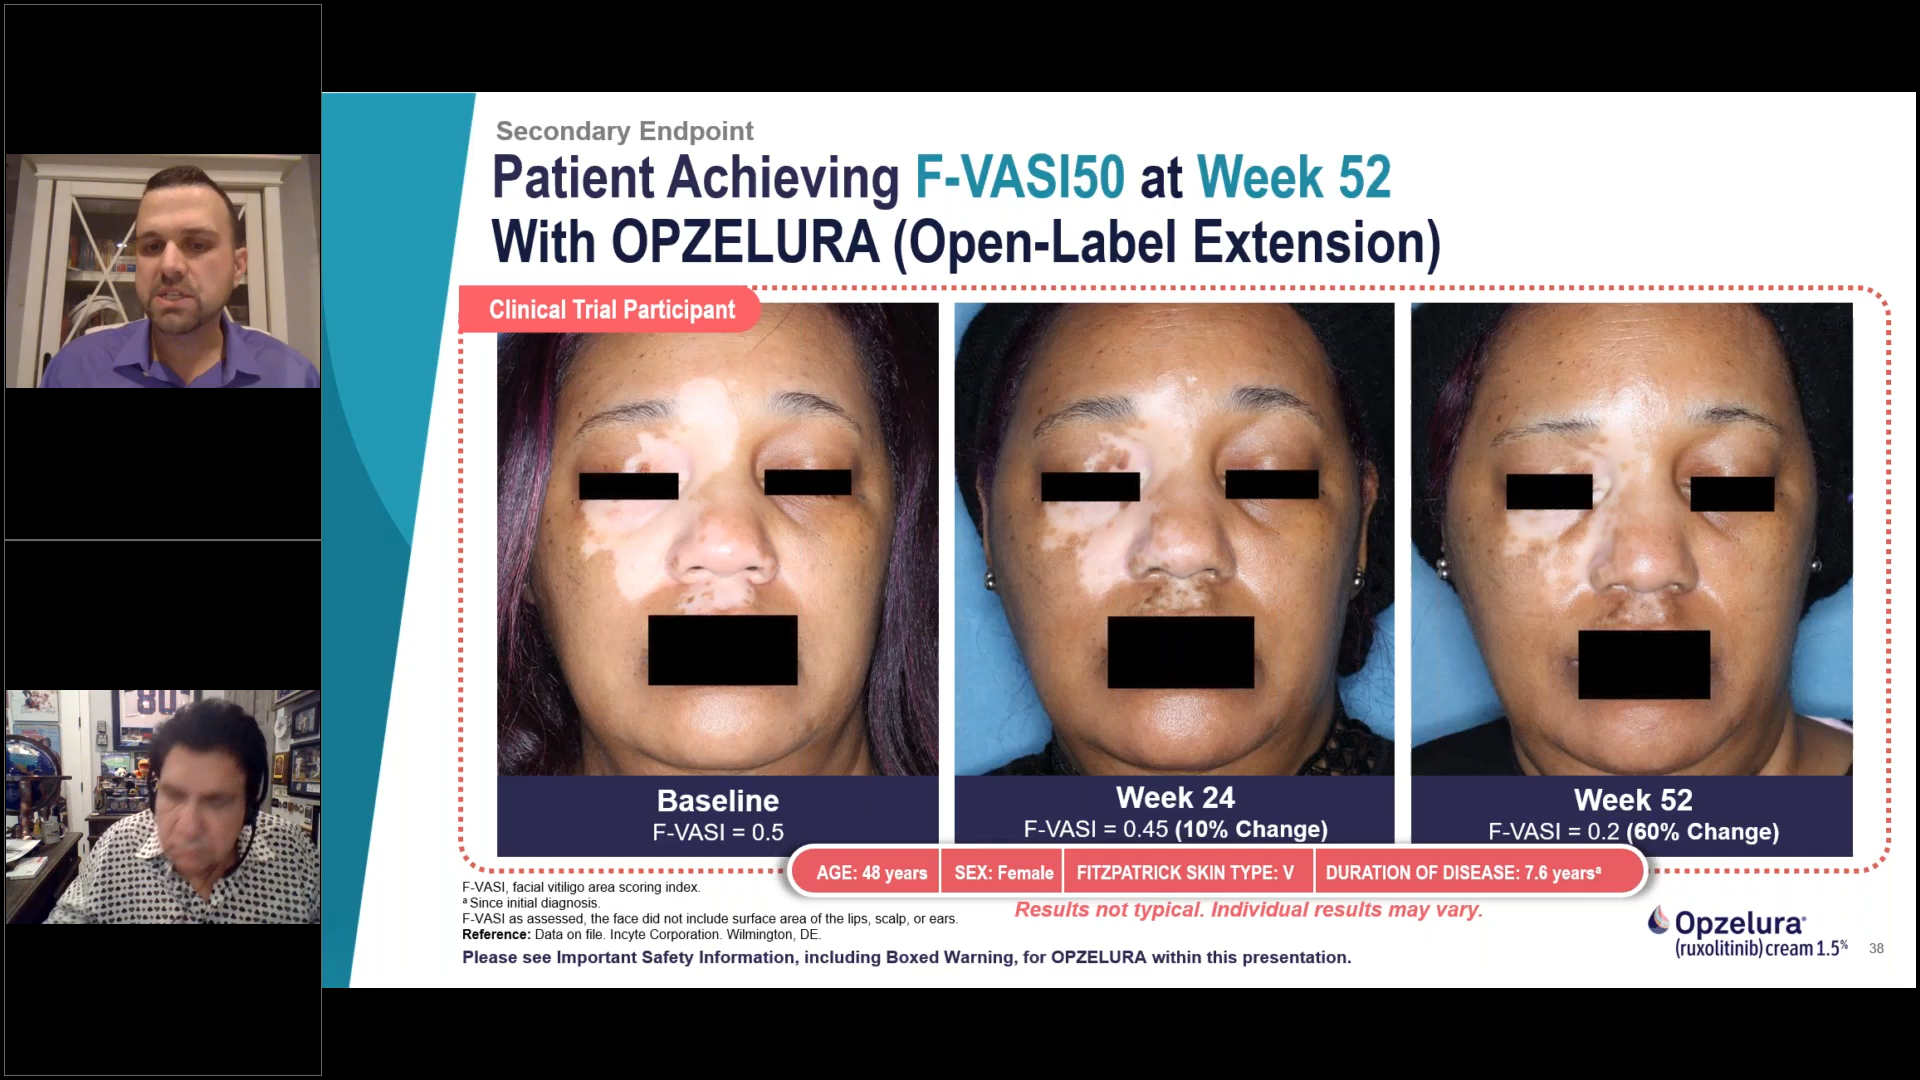 Secondary Endpoint
Patient Achieving F-VASI50 at Week 52
With OPZELURA (Open-Label Extension)
Clinical Trial Participant
Baseline
F-VASI = 0.5
Week 24
F-VASI = 0.45 (10% Change)
Week 52
F-VASI = 0.2 (60% Change)
AGE: 48 years SEX: Female FITZPATRICK SKIN TYPE: V DURATION OF DISEASE: 7.6 yearsª
F-VASI, facial vitiligo area scoring index.
ª Since initial diagnosis.
F-VASI as assessed, the face did not include surface area of the lips, scalp, or ears.
Reference: Data on file. Incyte Corporation. Wilmington, DE.
Results not typical. Individual results may vary.
Please see Important Safety Information, including Boxed Warning, for OPZELURA within this presentation.
Opzelura®
(ruxolitinib) cream 1.5%
38
80